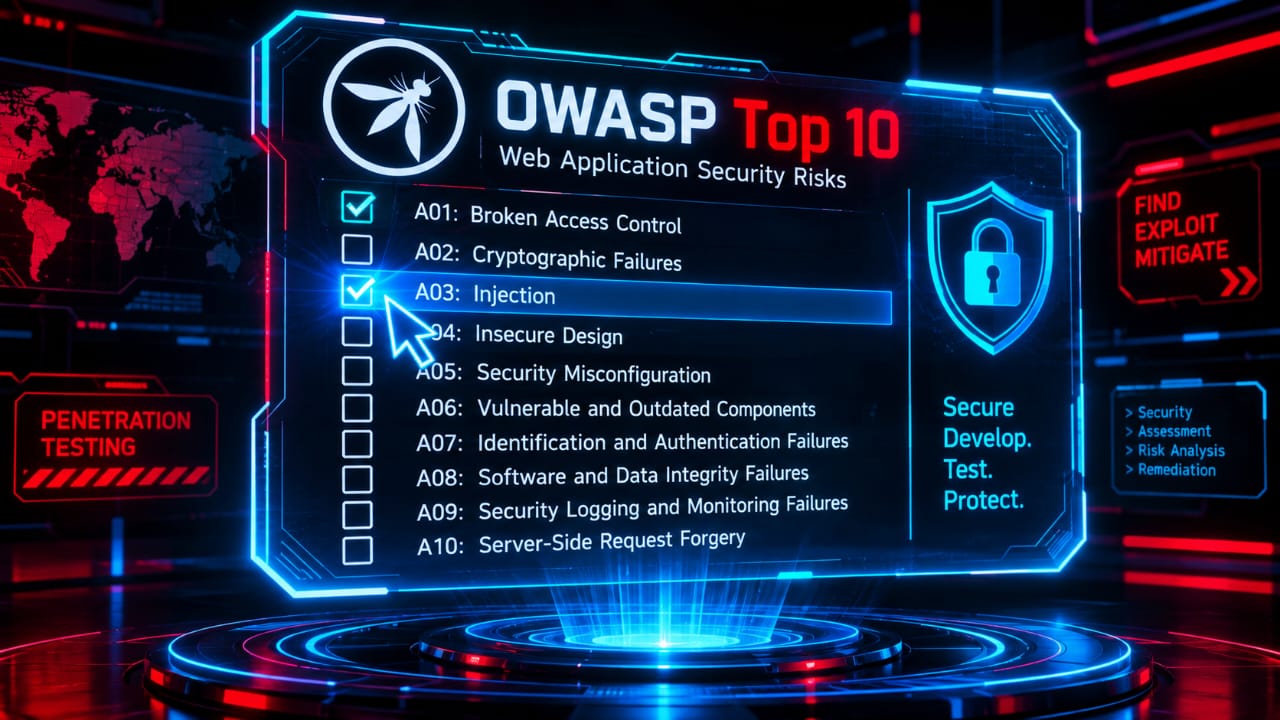 OWASP Top 10
Web Application Security Risks
A01: Broken Access Control
A02: Cryptographic Failures
A03: Injection
04: Insecure Design
A05: Security Misconfiguration
A06: Vulnerable and Outdated Components
A07: Identification and Authentication Failures
A08: Software and Data Integrity Failures
A09: Security Logging and Monitoring Failures
A10: Server-Side Request Forgery
Secure
Develop.
Test.
Protect.
PENETRATION
TESTING
FIND
EXPLOIT
MITIGATE
> Security
> Assessment
> Risk Analysis
> Remediation